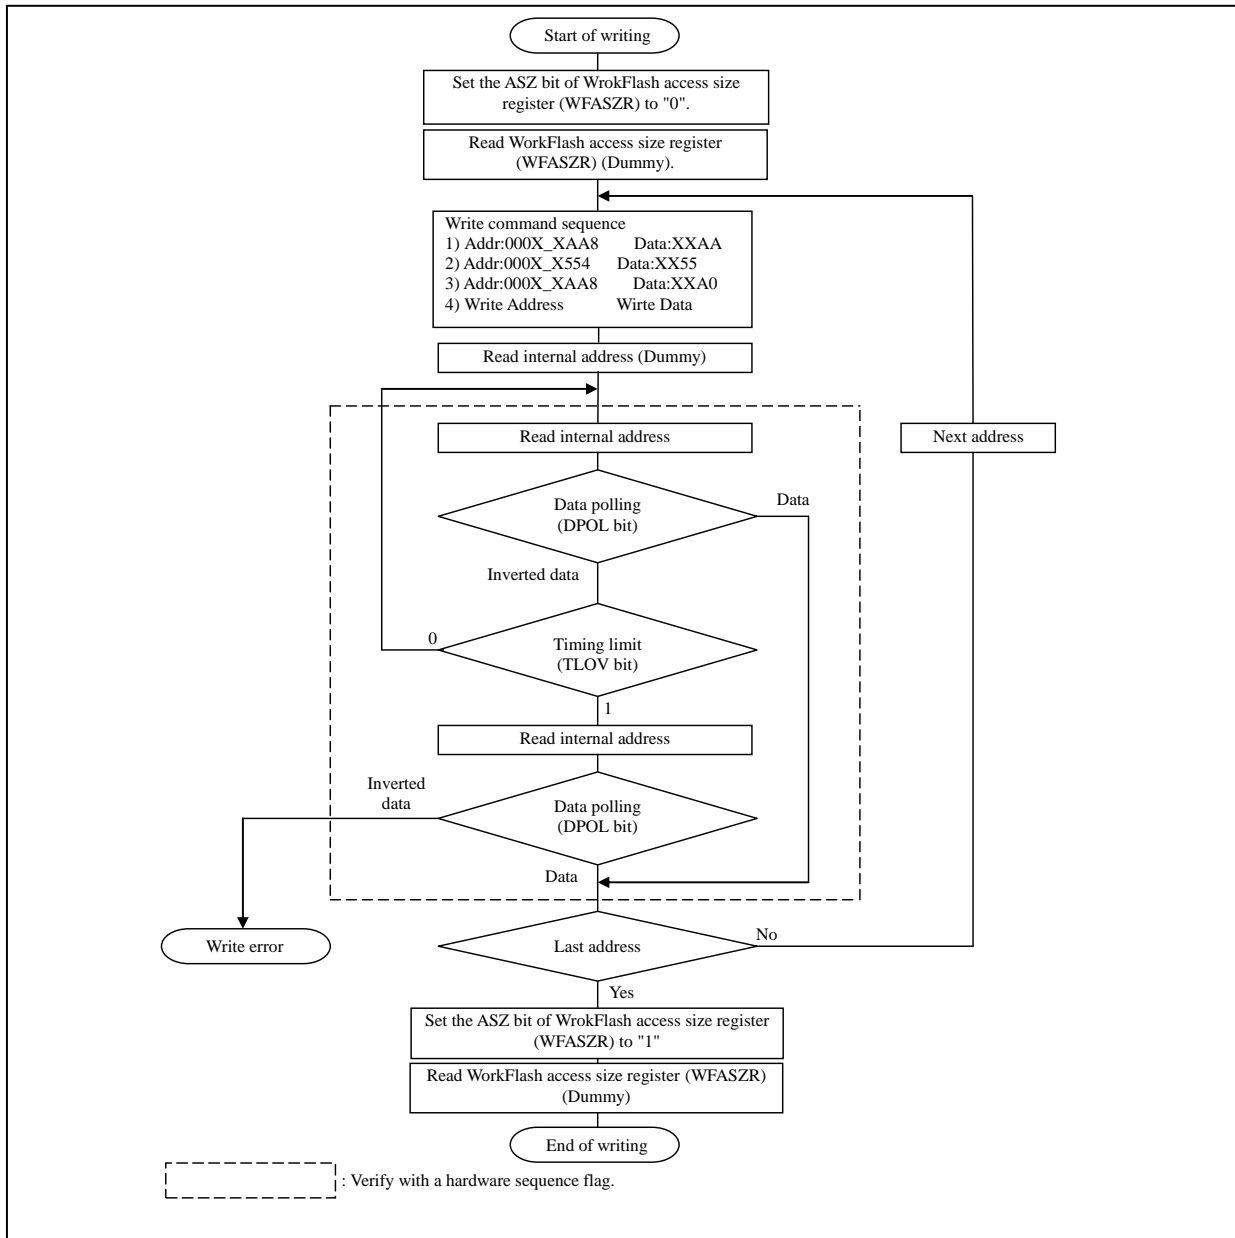 Start of writing
Set the ASZ bit of WrokFlash access size
register (WFASZR) to "0".
Read WorkFlash access size register
(WFASZR) (Dummy).
Write command sequence
1) Addr:000X_XAA8 Data:XXAA
2) Addr:000X_X554 Data:XX55
3) Addr:000X_XAA8 Data:XXA0
4) Write Address Wirte Data
Read internal address (Dummy)
Read internal address
Next address
Data polling
(DPOL bit)
Data
Inverted data
0
Timing limit
(TLOV bit)
1
Read internal address
Inverted
data
Data polling
(DPOL bit)
Data
Write error
Last address
No
Yes
Set the ASZ bit of WrokFlash access size register
(WFASZR) to "1"
Read WorkFlash access size register (WFASZR)
(Dummy)
End of writing
: Verify with a hardware sequence flag.